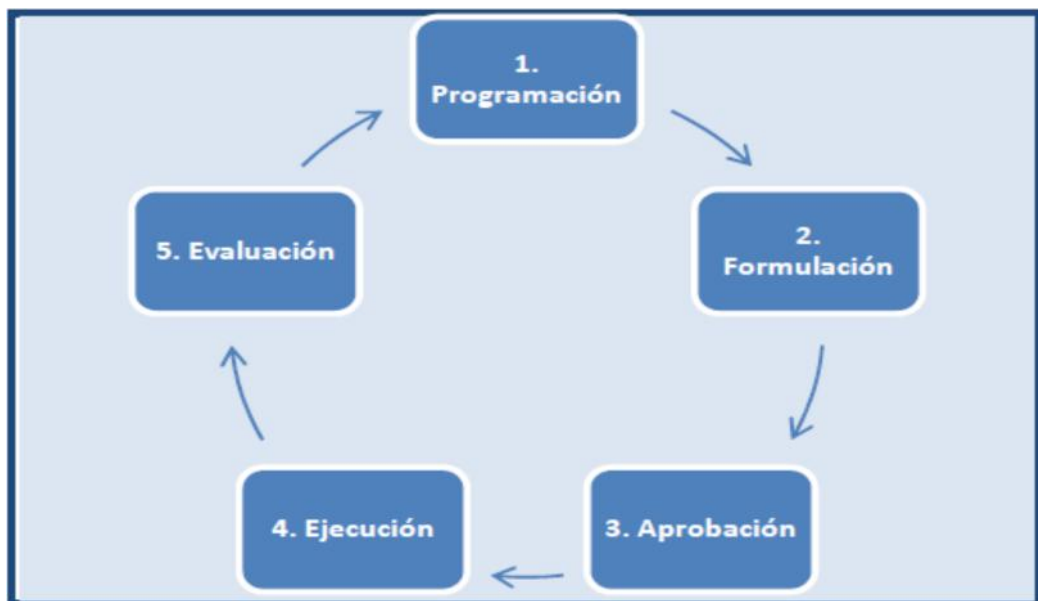 1.
Programación
2.
Formulación
3. Aprobación
4. Ejecución
5. Evaluación